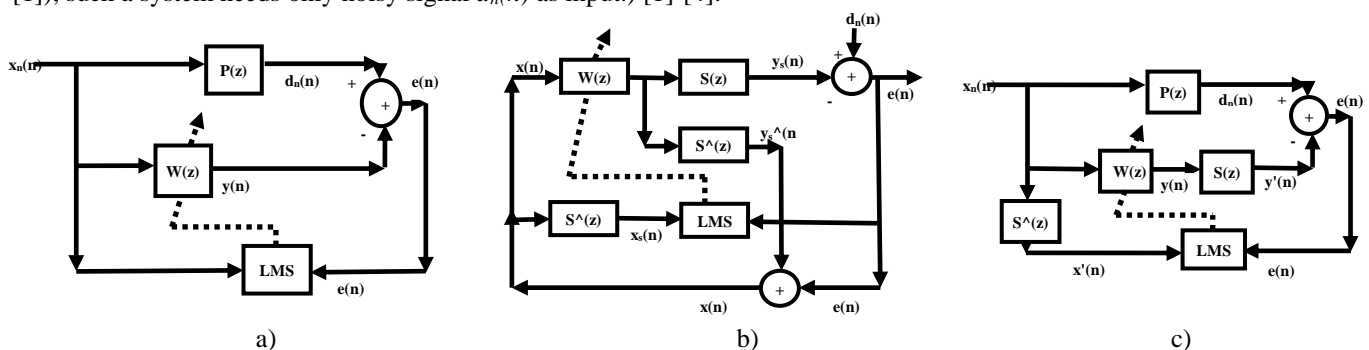 [1]), such a system needs only noisy signal dn(n) as input.) [1]-[4].
xn(n)
P(z)
dn(n)
+
e(n)
+
-
W(z)
y(n)
LMS
e(n)
a)
dn(n)
x(n)
W(z)
S(z)
ys(n)
+
+
-
e(n)
S^(z)
ys^(n
S^(z)
xs(n)
LMS
+
x(n)
e(n)
b)
xn(n)
P(z)
dn(n)
+
e(n)
+
-
W(z)
y(n)
S(z)
y'(n)
S^(z)
LMS
x'(n)
e(n)
c)